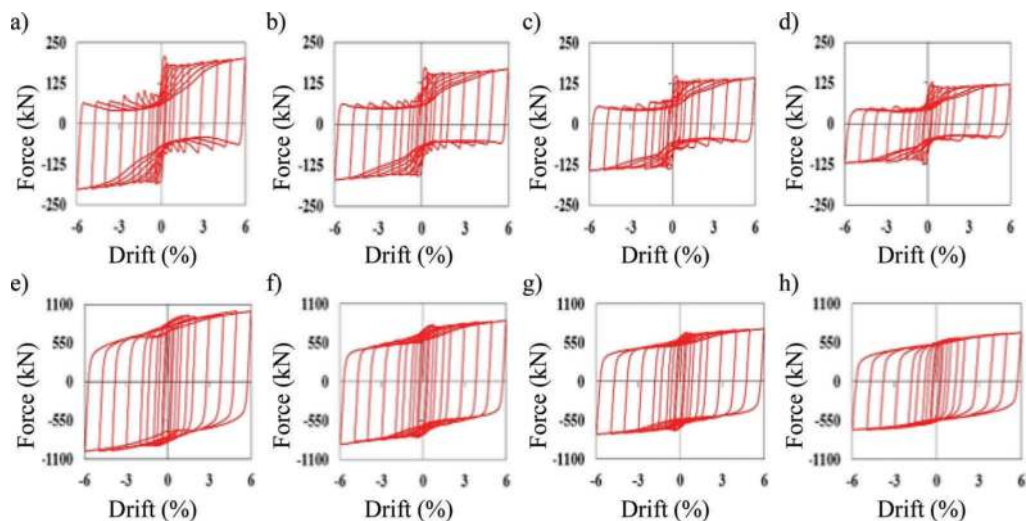 a) b) c) d)
250 250 250 250
125 125 125 125
0 0 0 0
-125 -125 -125 -125
-250 -250 -250 -250
-6 -3 0 3 6 -6 -3 0 3 6 -6 -3 0 3 6 -6 -3 0 3 6
Force (kN) Force (kN) Force (kN) Force (kN)
Drift (%) Drift (%) Drift (%) Drift (%)
e) f) g) h)
1100 1100 1100 1100
550 550 550 550
0 0 0 0
-550 -550 -550 -550
-1100 -1100 -1100 -1100
-6 -3 0 3 6 -6 -3 0 3 6 -6 -3 0 3 6 -6 -3 0 3 6
Force (kN) Force (kN) Force (kN) Force (kN)
Drift (%) Drift (%) Drift (%) Drift (%)